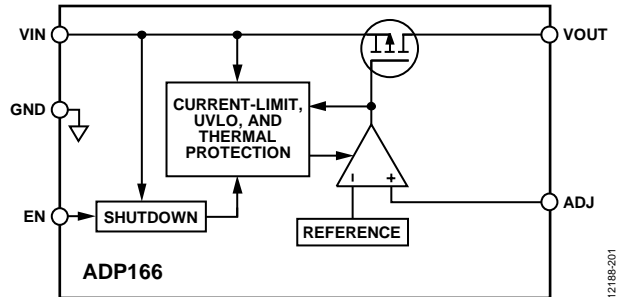 VIN
VOUT
GND
CURRENT-LIMIT,
UVLO, AND
THERMAL
PROTECTION
EN
SHUTDOWN
REFERENCE
ADJ
ADP166
12188-201